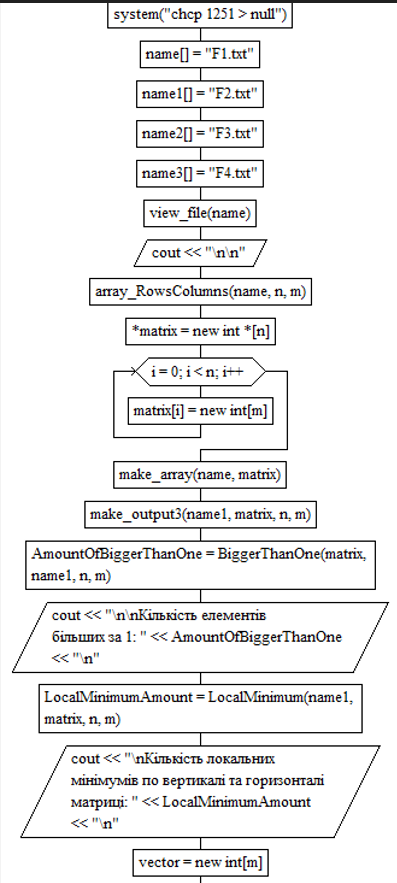 system("chcp 1251 > null")
name[] = "F1.txt"
name1[] = "F2.txt"
name2[] = "F3.txt"
name3[] = "F4.txt"
view_file(name)
cout << "\n\n"
array_RowsColumns(name, n, m)
*matrix = new int *[n]
i = 0; i < n; i++
matrix[i] = new int[m]
make_array(name, matrix)
make_output3(name1, matrix, n, m)
AmountOfBiggerThanOne = BiggerThanOne(matrix,
name1, n, m)
cout << "\n\nКількість елементів
більших за 1: " << AmountOfBiggerThanOne
<< "\n"
LocalMinimumAmount = LocalMinimum(name1,
matrix, n, m)
cout << "\nКількість локальних
мінімумів по вертикалі та горизонталі
матриці: " << LocalMinimumAmount
<< "\n"
vector = new int[m]